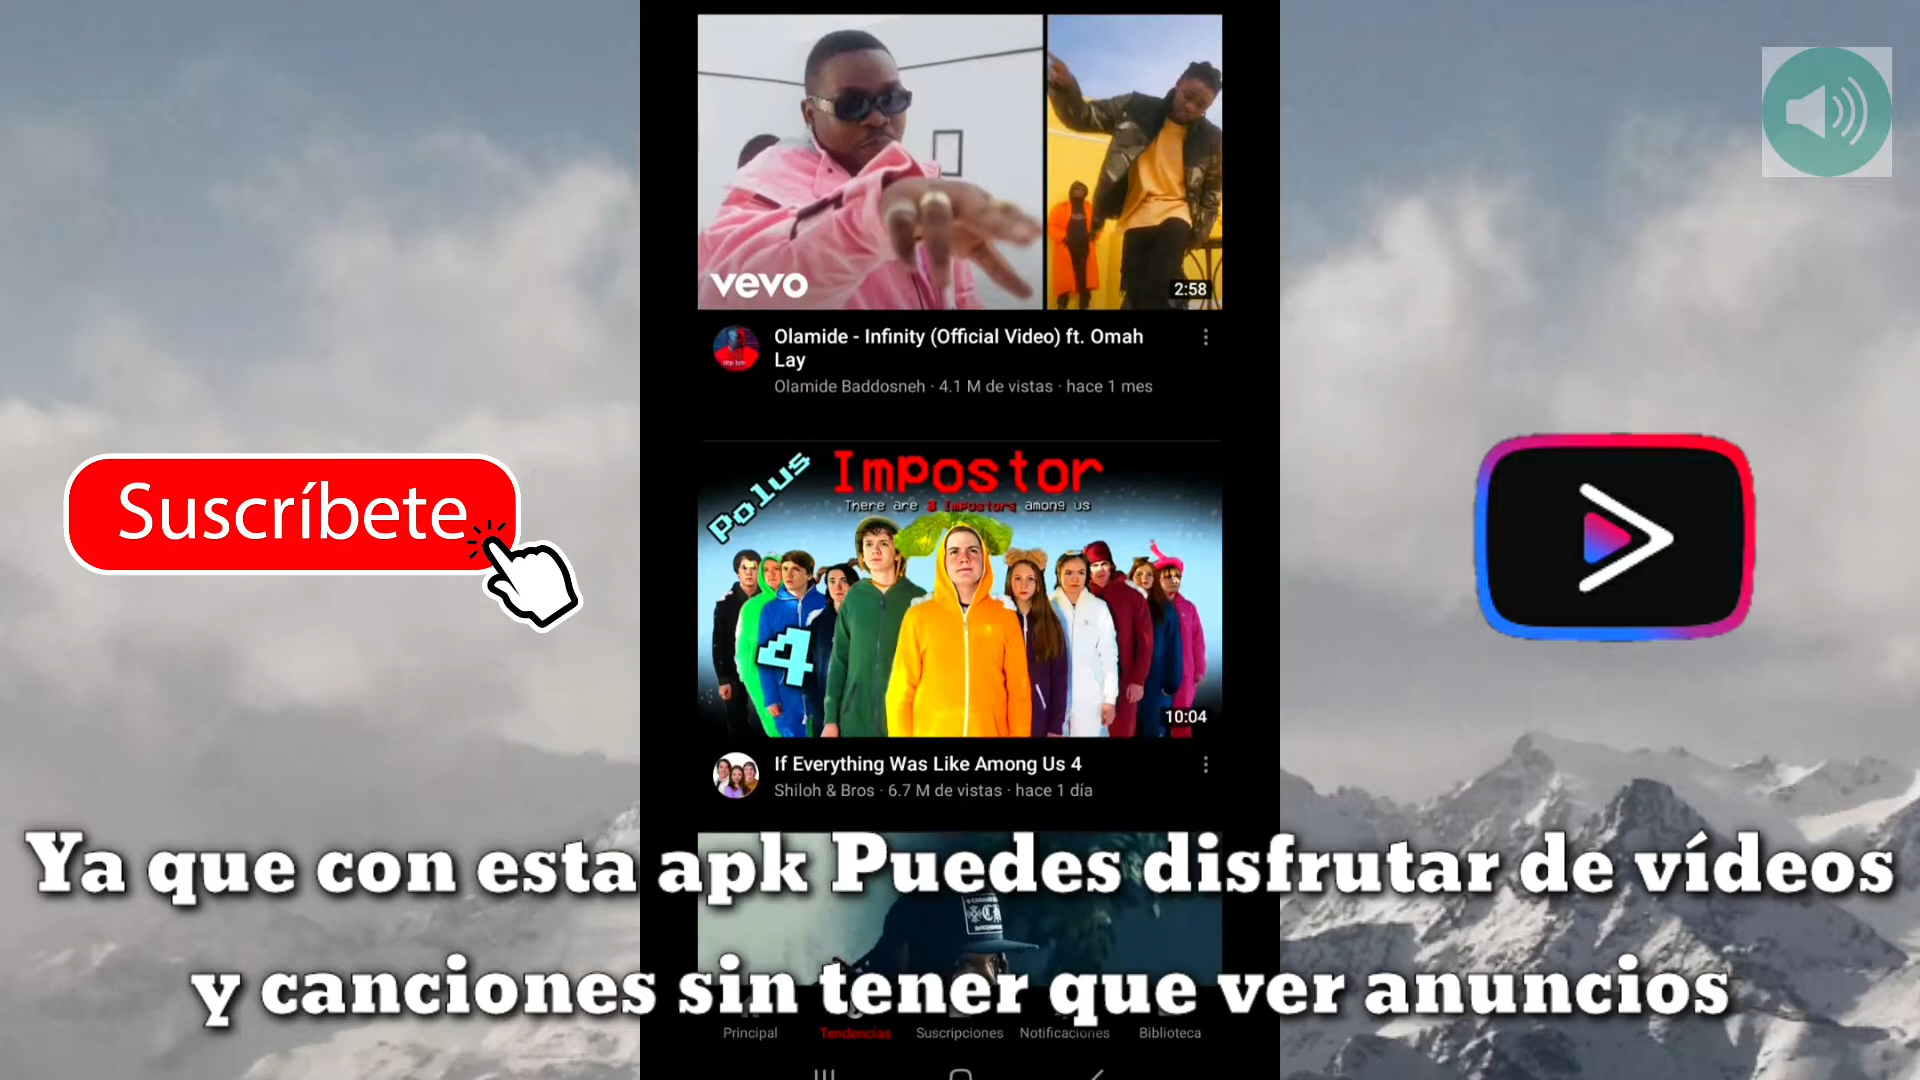 vevo
2:58
Olamide - Infinity (Official Video) ft. Omah
Lay
Olamide Baddosneh · 4.1 M de vistas · hace 1 mes
Polus
Impostor
There are 3 Impostors among us
4
10:04
If Everything Was Like Among Us 4
Shiloh & Bros · 6.7 M de vistas · hace 1 día
Suscríbete
Ya que con esta apk Puedes disfrutar de vídeos
y canciones sin tener que ver anuncios
Principal
Tendencias
Suscripciones
Notificaciones
Biblioteca